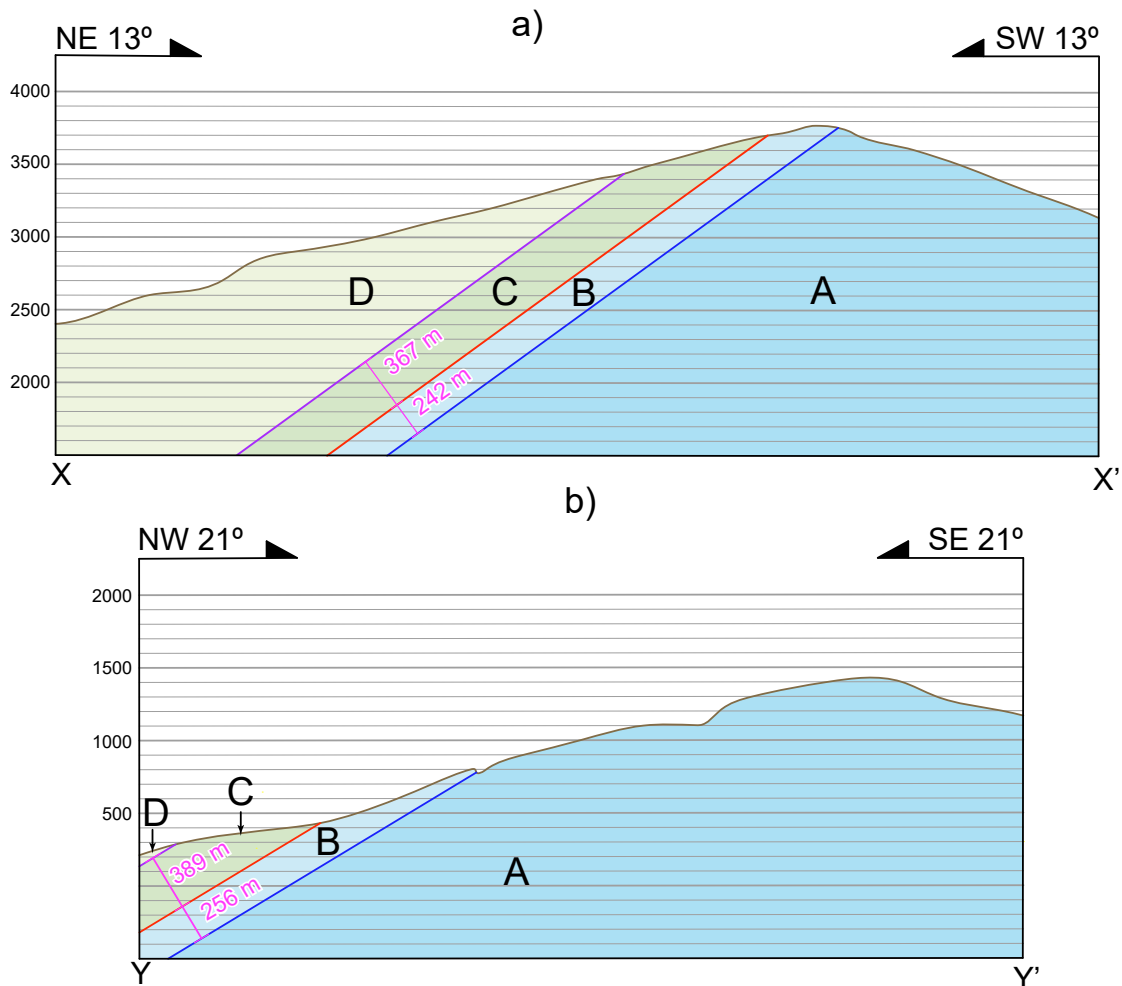 a)
NE 13º
SW 13º
4000
3500
3000
2500
2000
D
C
B
A
367 m
242 m
X
X'
b)
NW 21º
SE 21º
2000
1500
1000
500
D
C
B
A
389 m
256 m
Y
Y'